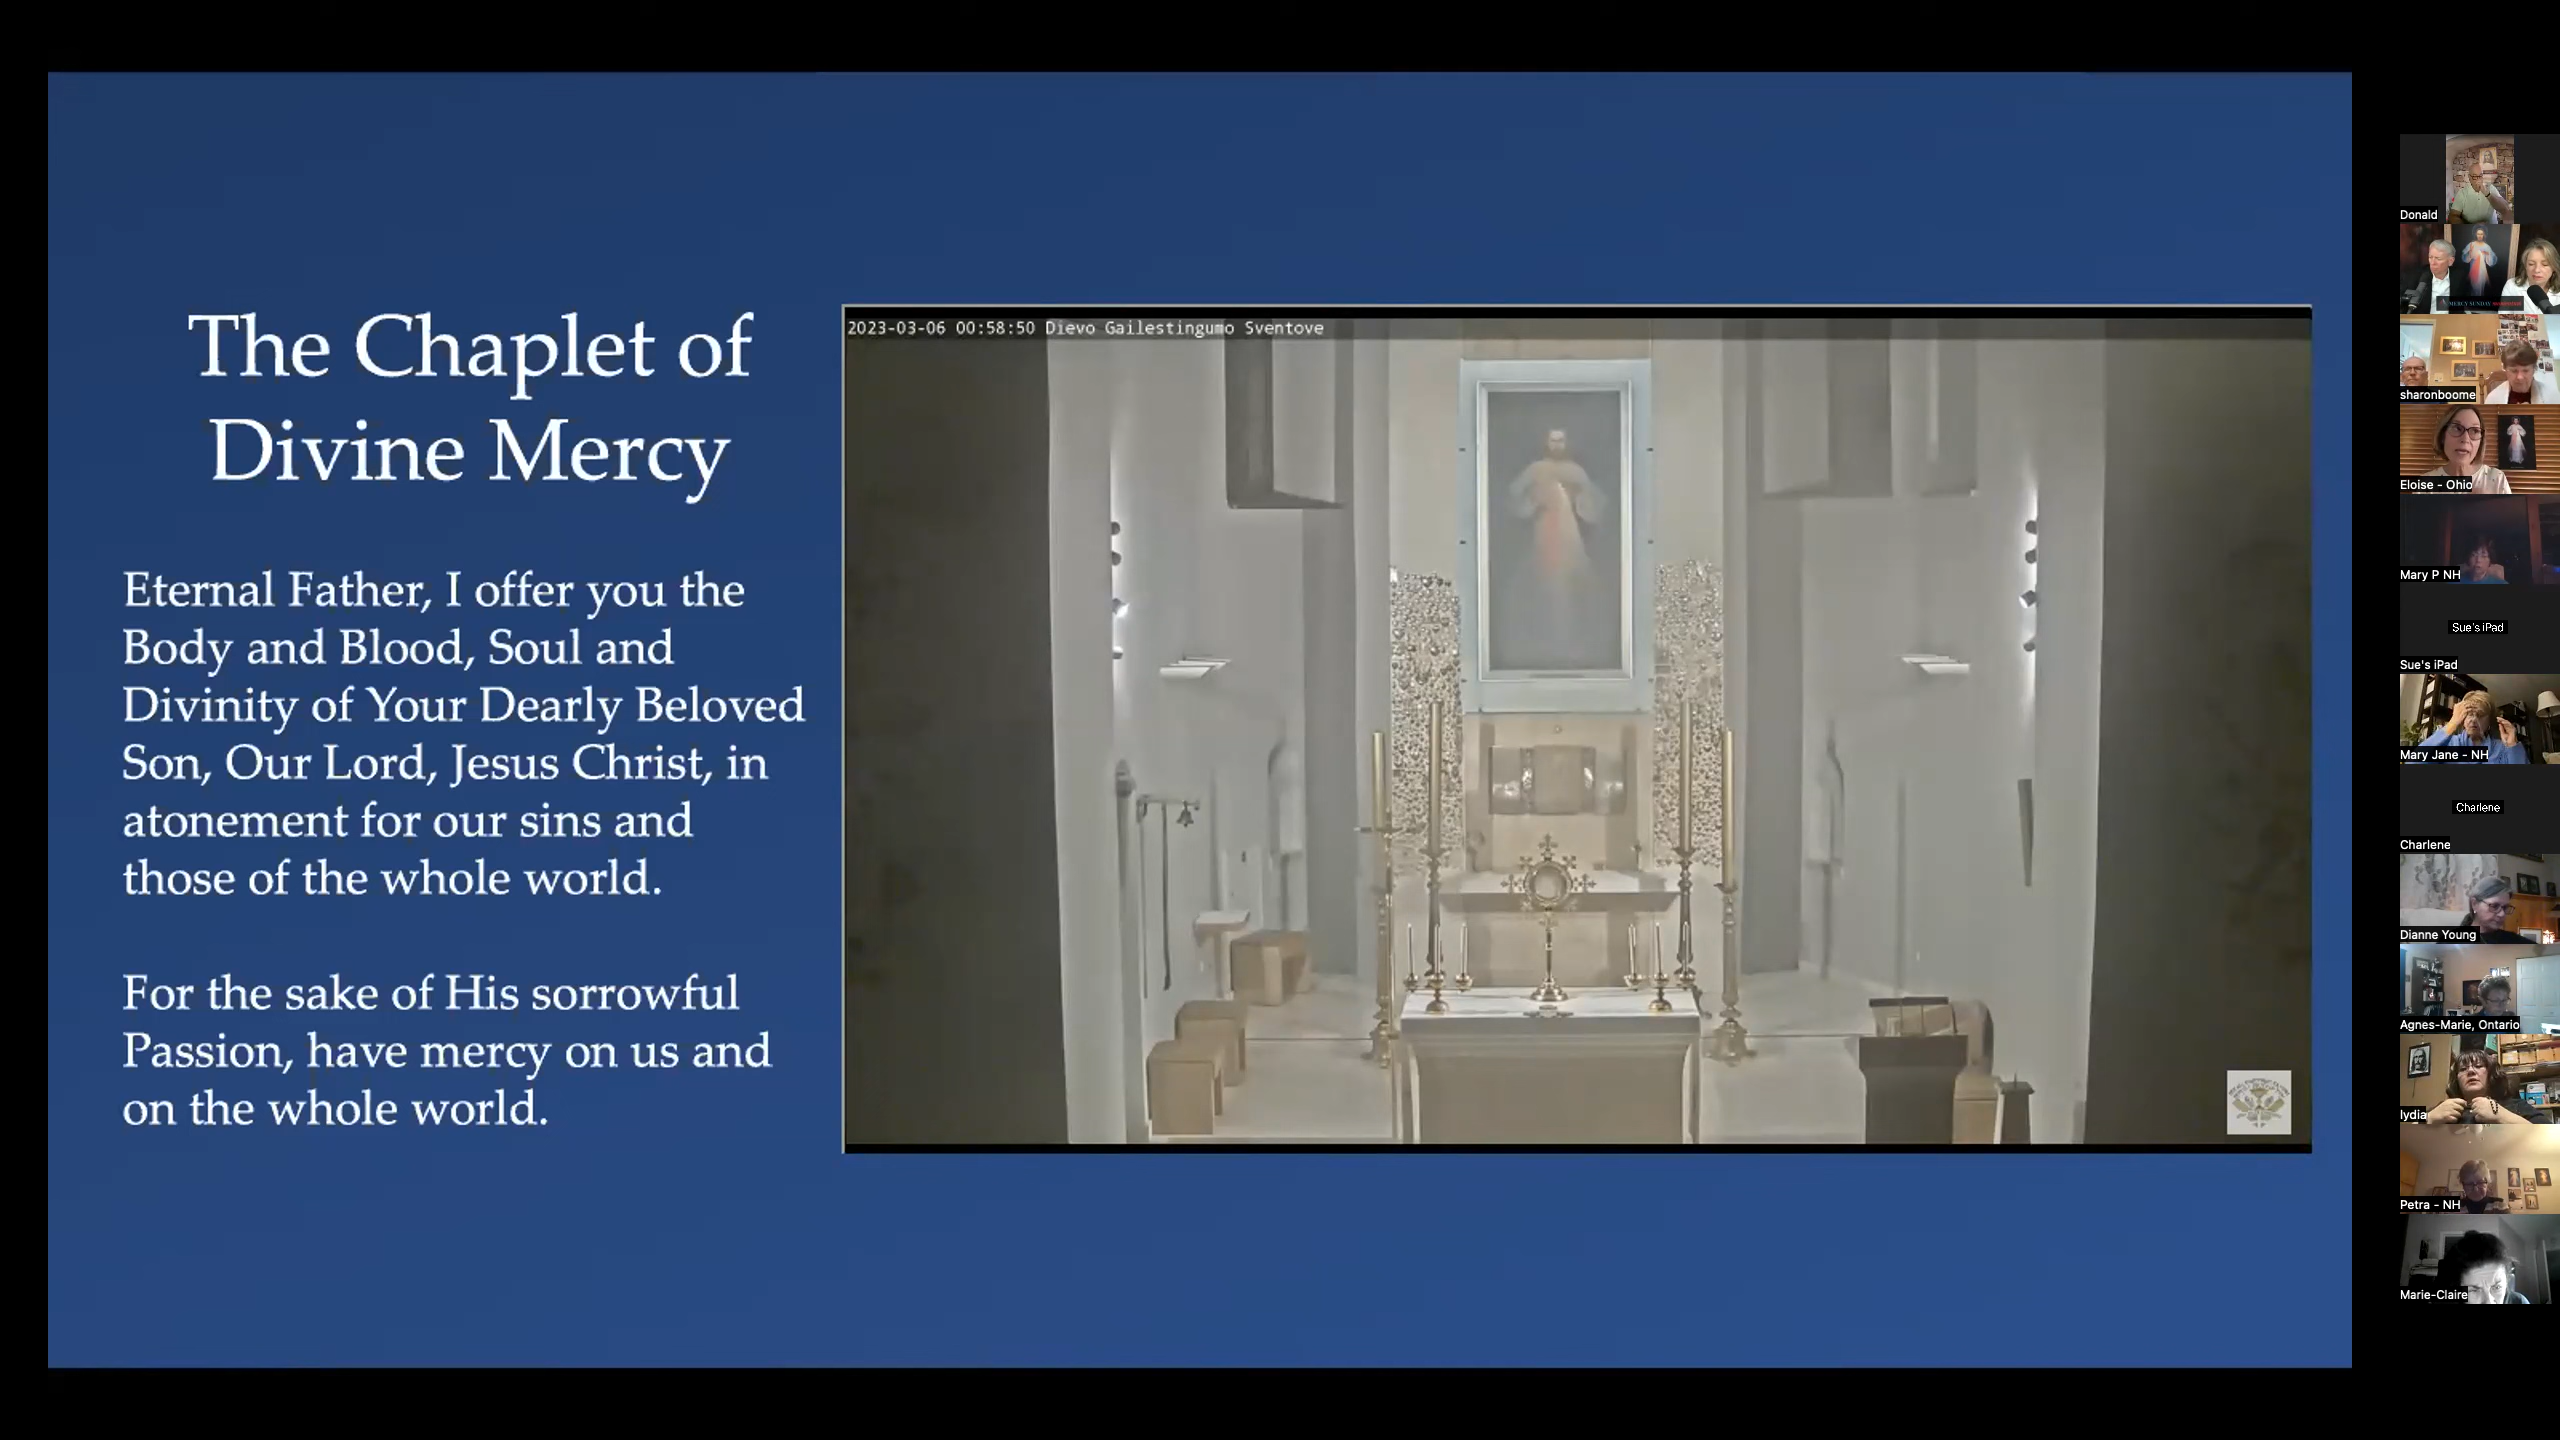 The Chaplet of
Divine Mercy
Eternal Father, I offer you the
Body and Blood, Soul and
Divinity of Your Dearly Beloved
Son, Our Lord, Jesus Christ, in
atonement for our sins and
those of the whole world.
For the sake of His sorrowful
Passion, have mercy on us and
on the whole world.
2023-03-06 00:58:50 Dievo Gailestingumo Sventove
Donald
MERCY SUNDAY
sharonboome
Eloise - Ohio
Mary P NH
Sue's iPad
Sue's iPad
Mary Jane - NH
Charlene
Charlene
Dianne Young
Agnes-Marie, Ontario
lydia
Petra - NH
Marie-Claire